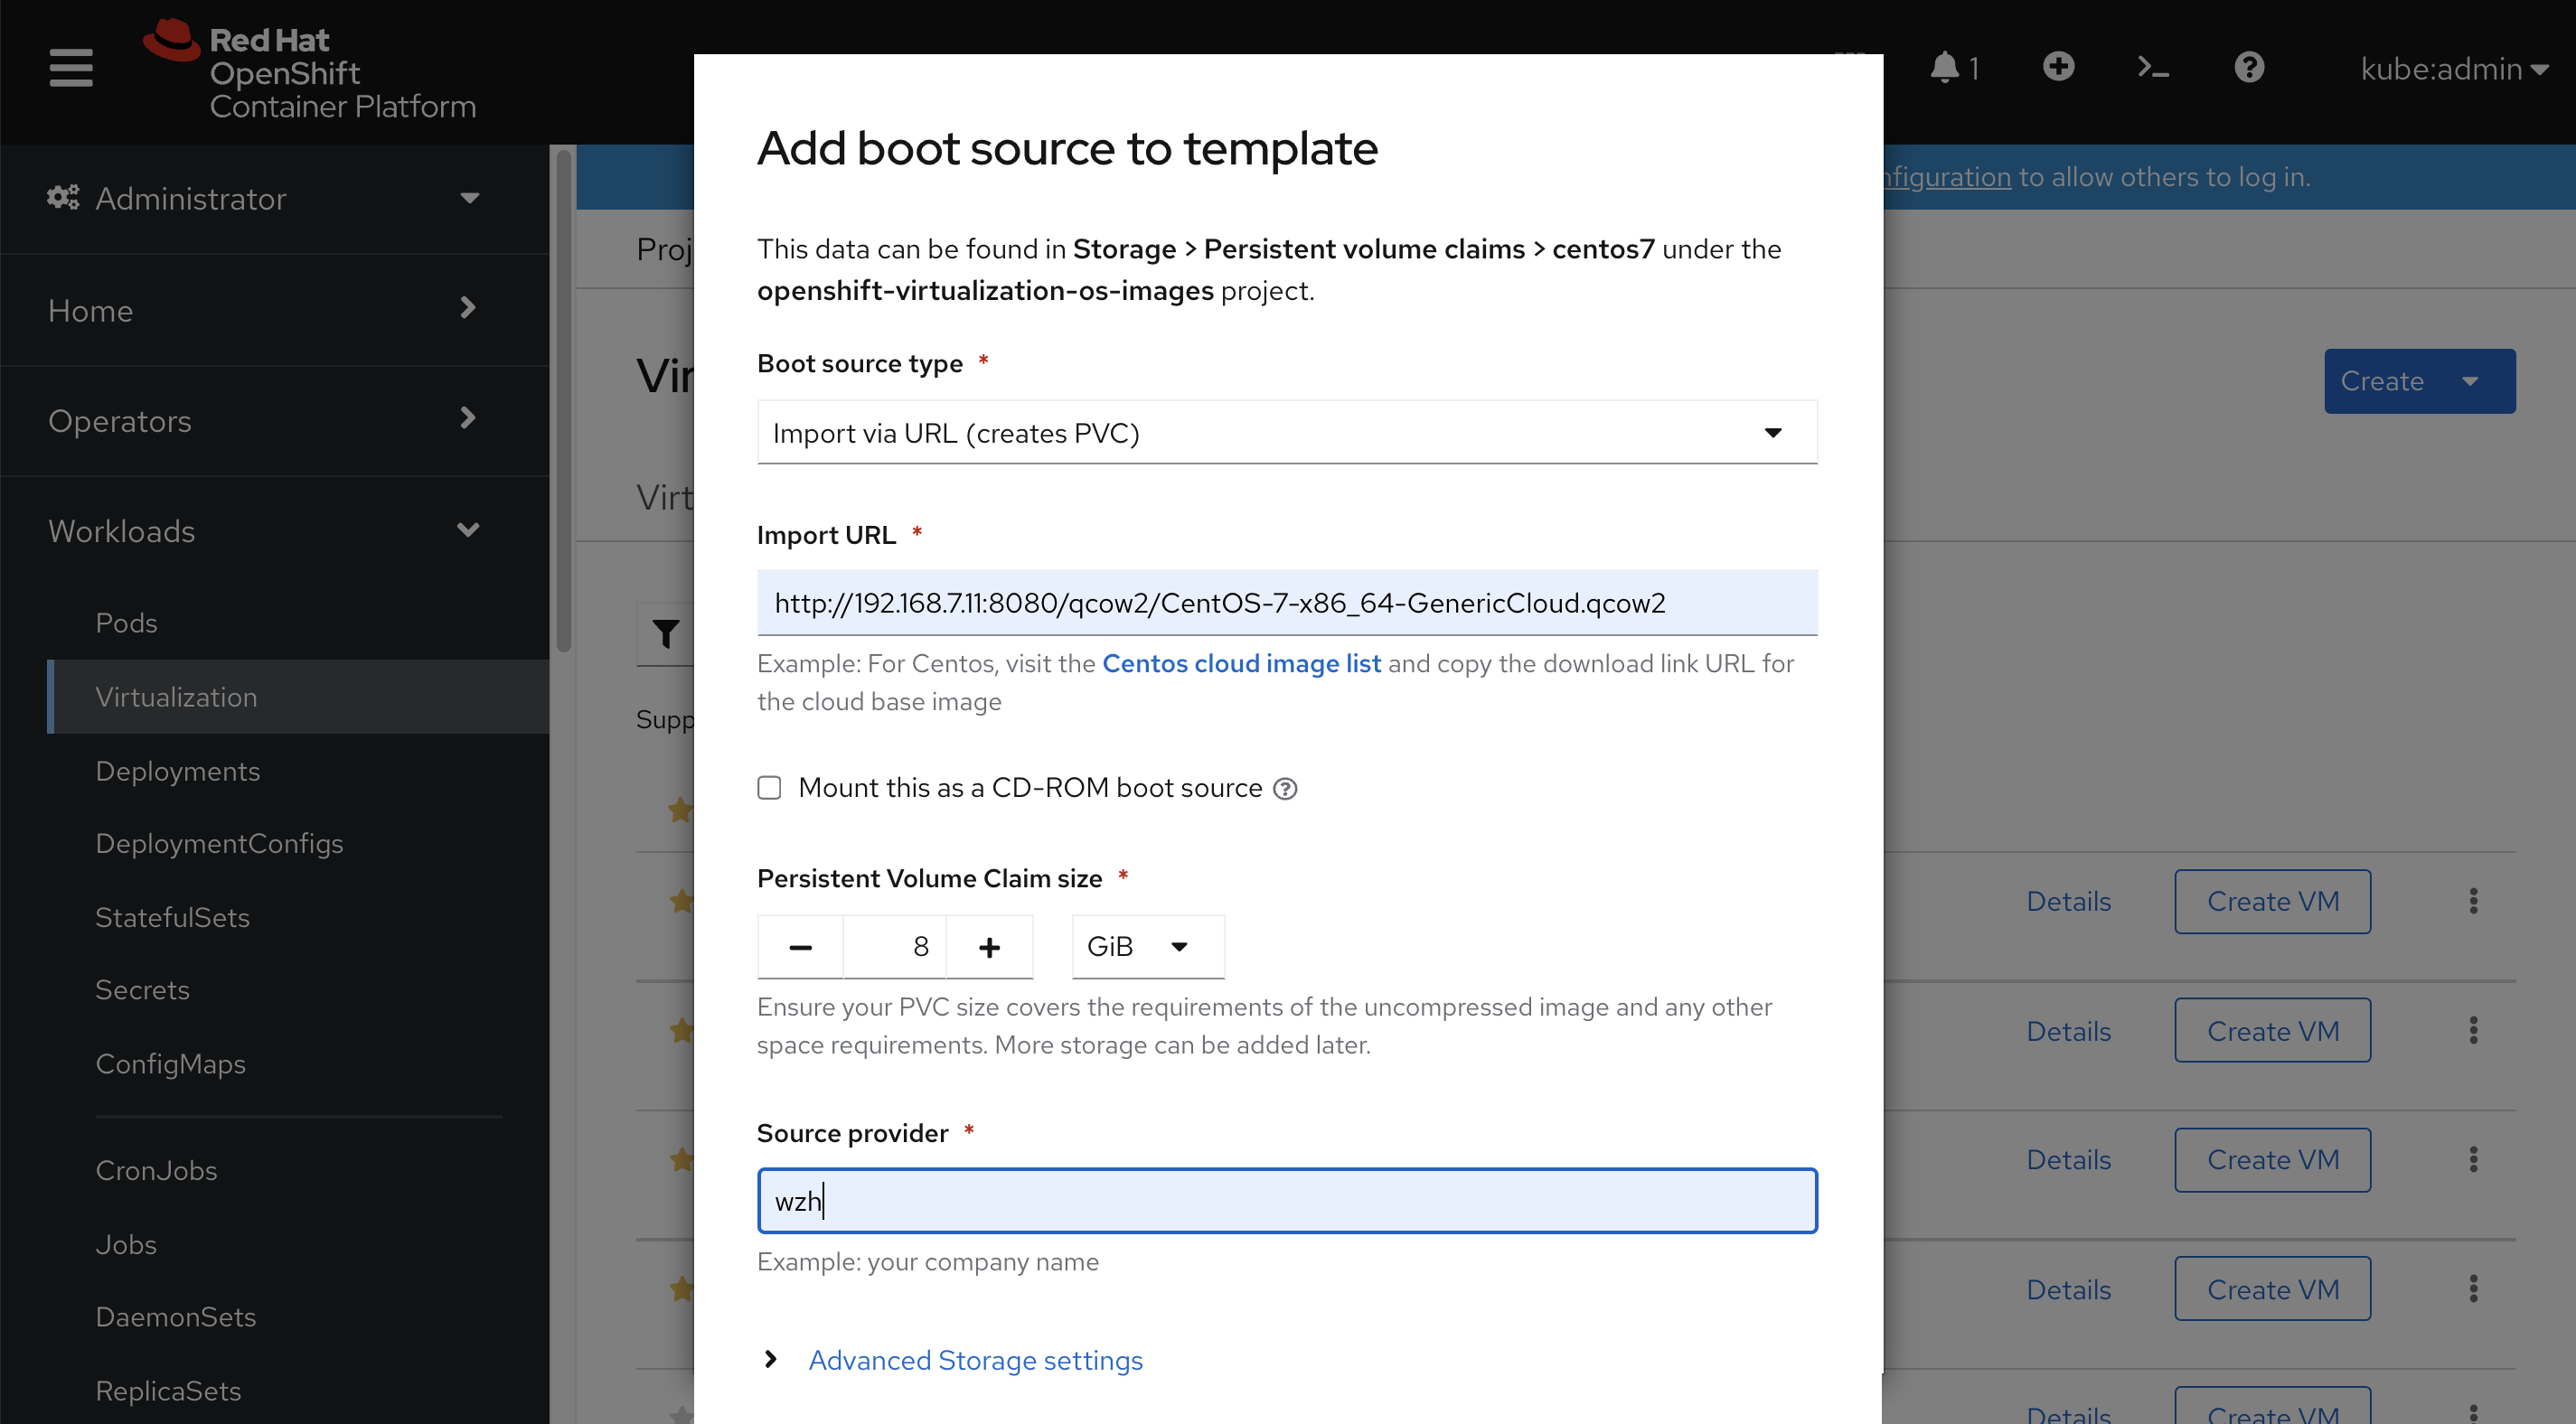 Red Hat
OpenShift
Container Platform
1
kube:admin
Administrator
Home
Operators
Workloads
Pods
Virtualization
Deployments
DeploymentConfigs
StatefulSets
Secrets
ConfigMaps
CronJobs
Jobs
DaemonSets
ReplicaSets
nfiguration to allow others to log in.
Proj
Vir
Create
Virt
Supp
Add boot source to template
This data can be found in Storage > Persistent volume claims > centos7 under the
openshift-virtualization-os-images project.
Boot source type *
Import via URL (creates PVC)
Import URL *
http://192.168.7.11:8080/qcow2/CentOS-7-x86_64-GenericCloud.qcow2
Example: For Centos, visit the Centos cloud image list and copy the download link URL for
the cloud base image
Mount this as a CD-ROM boot source
Persistent Volume Claim size *
8 GiB
Ensure your PVC size covers the requirements of the uncompressed image and any other
space requirements. More storage can be added later.
Source provider *
wzh
Example: your company name
Advanced Storage settings
Details Create VM
Details Create VM
Details Create VM
Details Create VM
Details Create VM